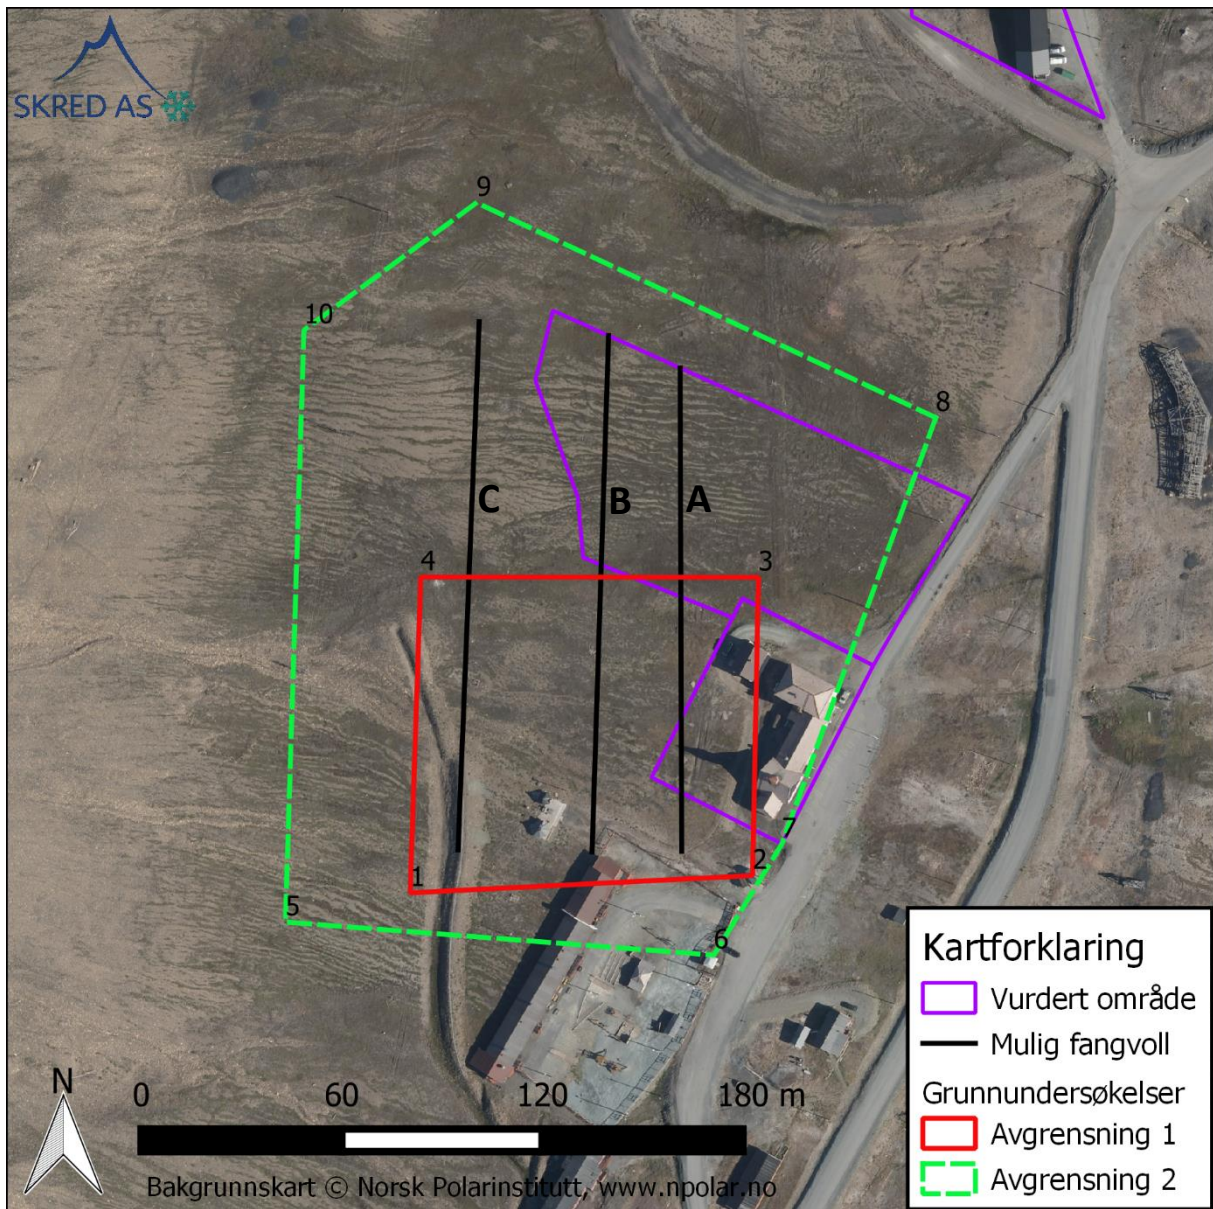 SKRED AS
9
10
8
C
B
A
4
3
7
2
1
5
6
Kartforklaring
Vurdert område
Mulig fangvoll
Grunnundersøkelser
Avgrensning 1
Avgrensning 2
N
0 60 120 180 m
Bakgrunnskart © Norsk Polarinstitutt, www.npolar.no